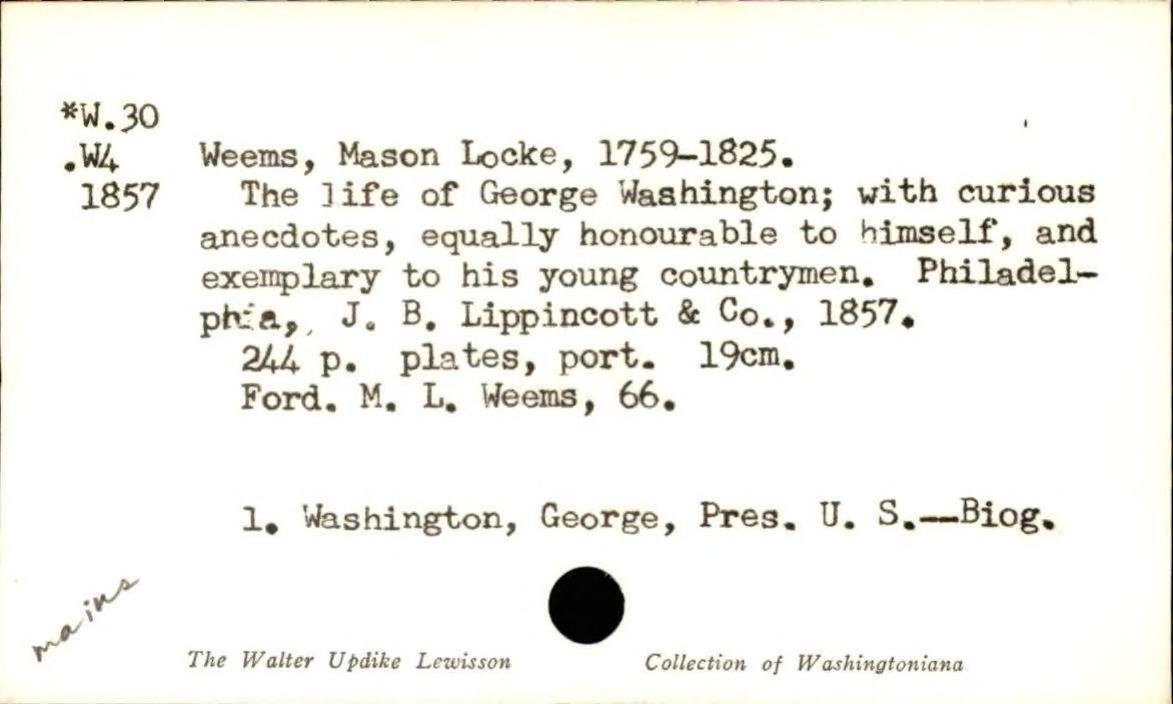 *W.30
.W4 Weems, Mason Locke, 1759-1825.
1857 The life of George Washington; with curious
anecdotes, equally honourable to himself, and
exemplary to his young countrymen. Philadel-
phia, J. B. Lippincott & Co., 1857.
244 p. plates, port. 19cm.
Ford. M. L. Weems, 66.
1. Washington, George, Pres. U. S.--Biog.
mains
The Walter Updike Lewisson Collection of Washingtoniana